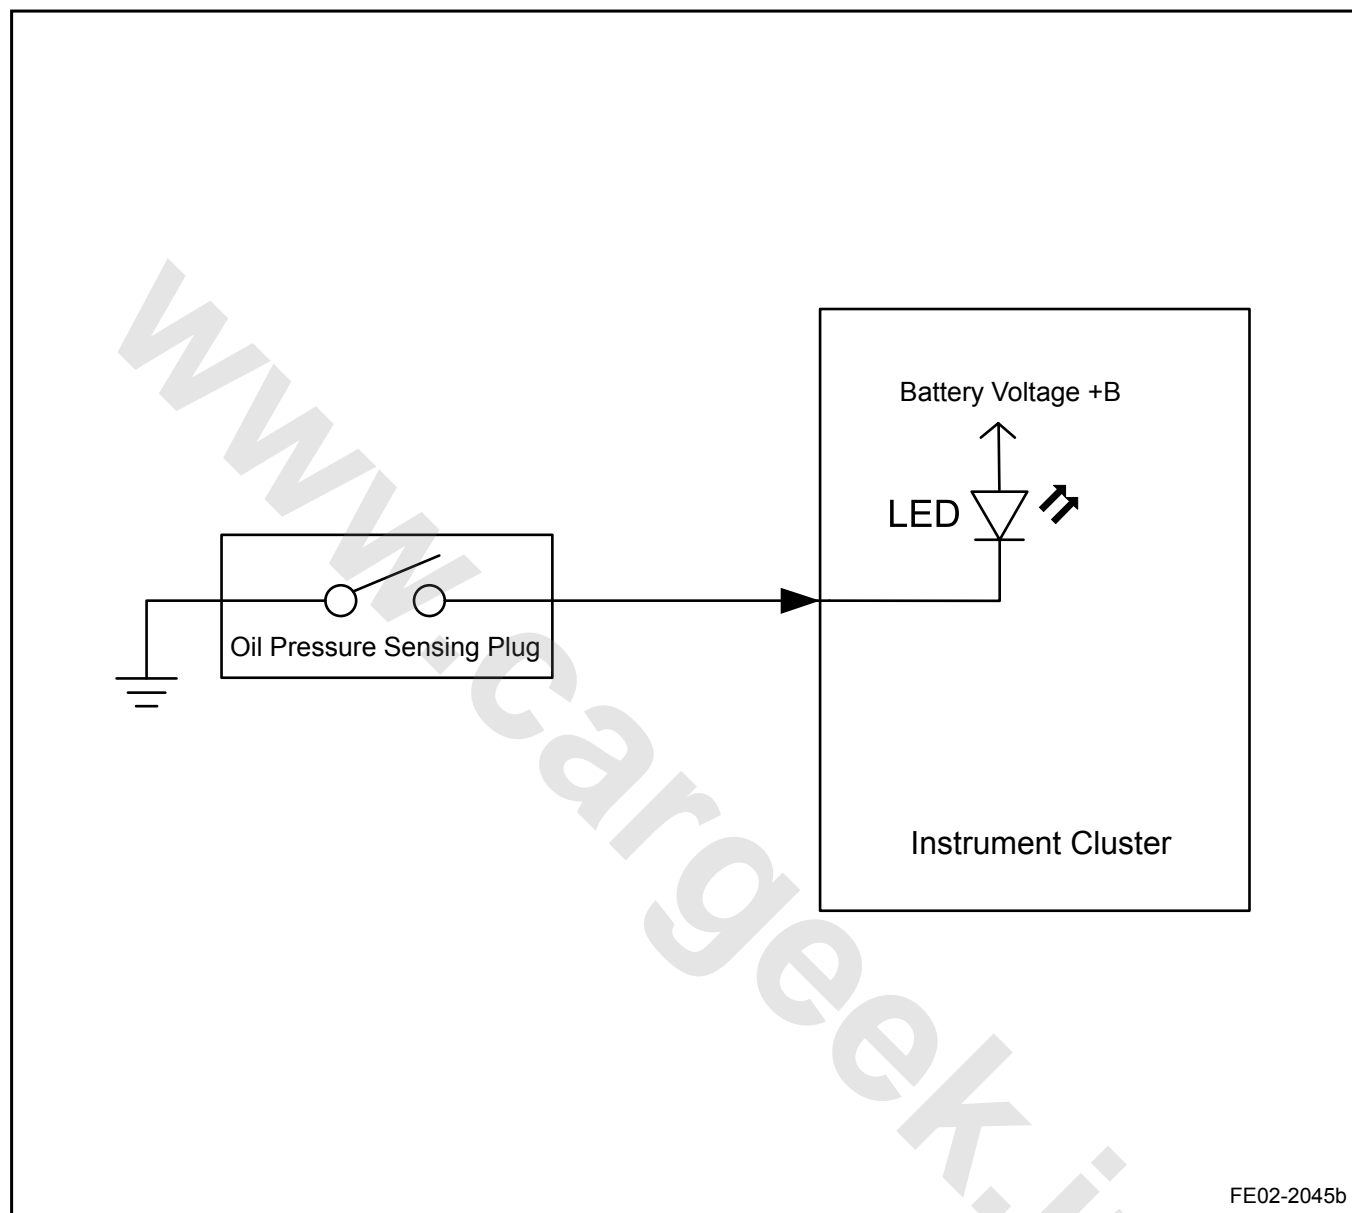 Battery Voltage +B
LED
Oil Pressure Sensing Plug
Instrument Cluster
www.cargeek.i
FE02-2045b